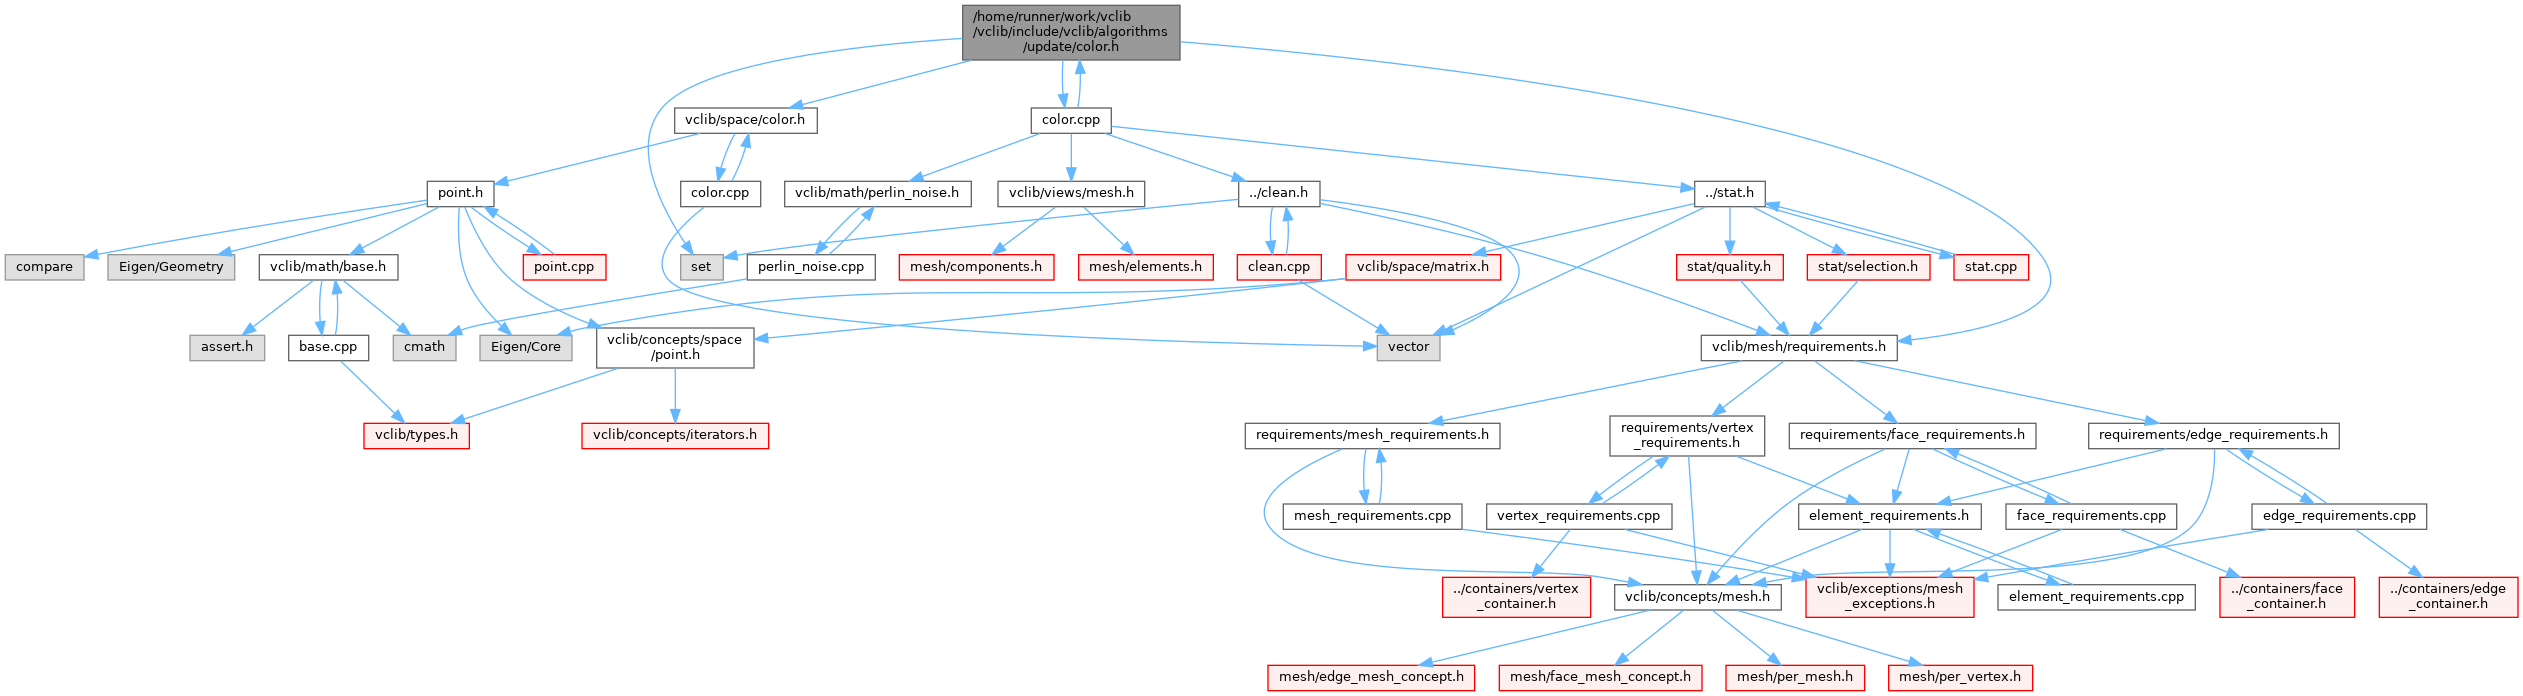 /home/runner/work/vclib
/vclib/include/vclib/algorithms
/update/color.h
vclib/space/color.h
color.cpp
point.h
color.cpp
vclib/math/perlin_noise.h
vclib/views/mesh.h
../clean.h
../stat.h
compare
Eigen/Geometry
vclib/math/base.h
point.cpp
set
perlin_noise.cpp
mesh/components.h
mesh/elements.h
clean.cpp
vclib/space/matrix.h
stat/quality.h
stat/selection.h
stat.cpp
assert.h
base.cpp
cmath
Eigen/Core
vclib/concepts/space
/point.h
vector
vclib/mesh/requirements.h
vclib/types.h
vclib/concepts/iterators.h
requirements/mesh_requirements.h
requirements/vertex
_requirements.h
requirements/face_requirements.h
requirements/edge_requirements.h
mesh_requirements.cpp
vertex_requirements.cpp
element_requirements.h
face_requirements.cpp
edge_requirements.cpp
../containers/vertex
_container.h
vclib/concepts/mesh.h
vclib/exceptions/mesh
_exceptions.h
element_requirements.cpp
../containers/face
_container.h
../containers/edge
_container.h
mesh/edge_mesh_concept.h
mesh/face_mesh_concept.h
mesh/per_mesh.h
mesh/per_vertex.h